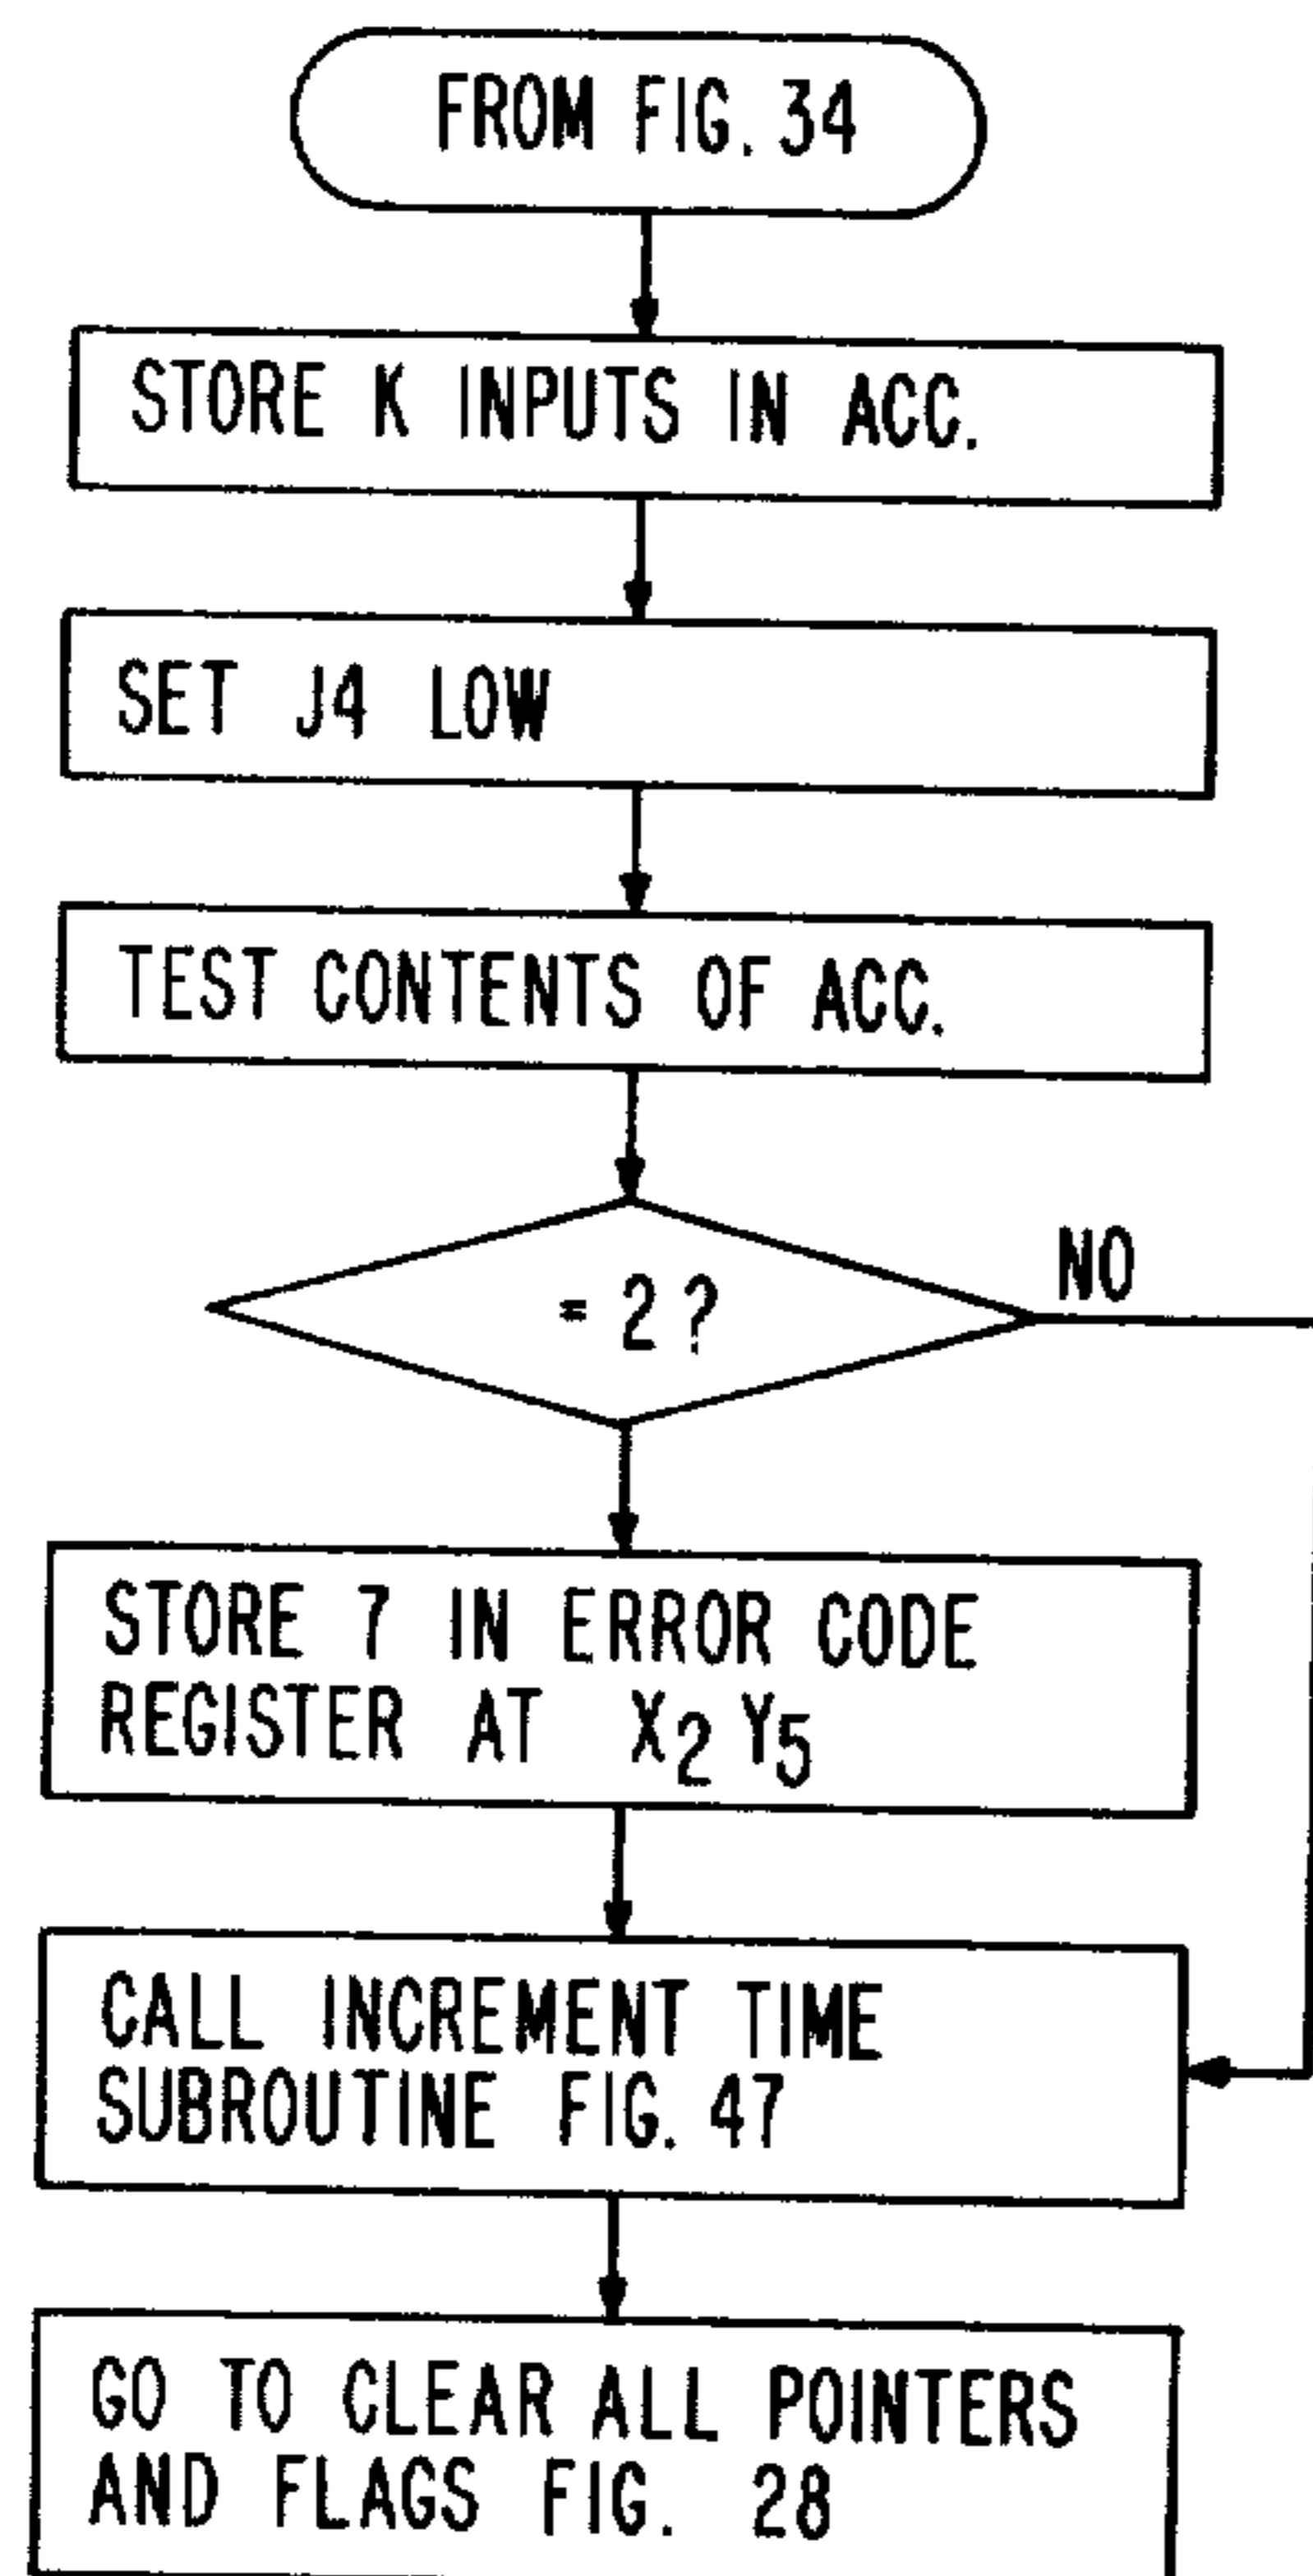 FROM FIG. 34
STORE K INPUTS IN ACC.
SET J4 LOW
TEST CONTENTS OF ACC.
= 2 ?
NO
STORE 7 IN ERROR CODE
REGISTER AT X2 Y5
CALL INCREMENT TIME
SUBROUTINE FIG. 47
GO TO CLEAR ALL POINTERS
AND FLAGS FIG. 28